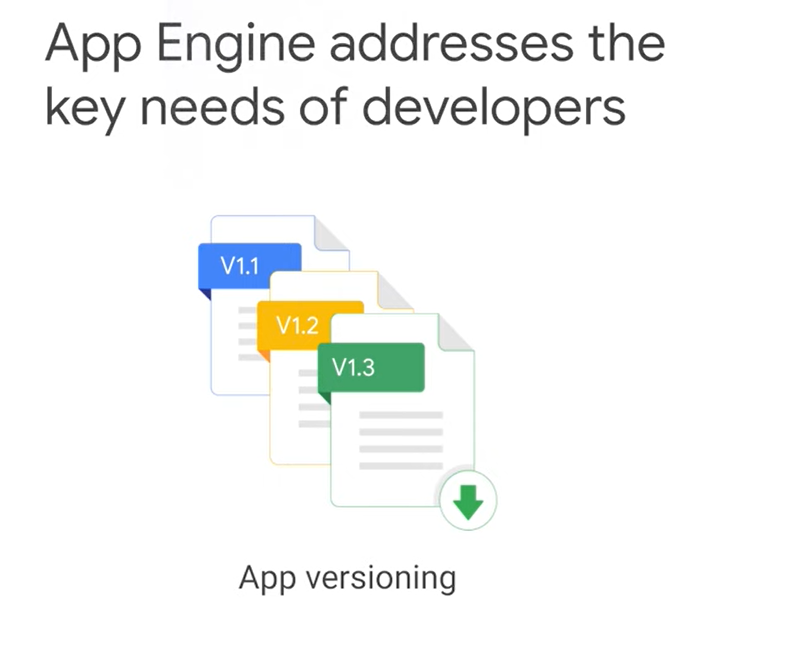 App Engine addresses the
key needs of developers
V1.1
V1.2
V1.3
App versioning